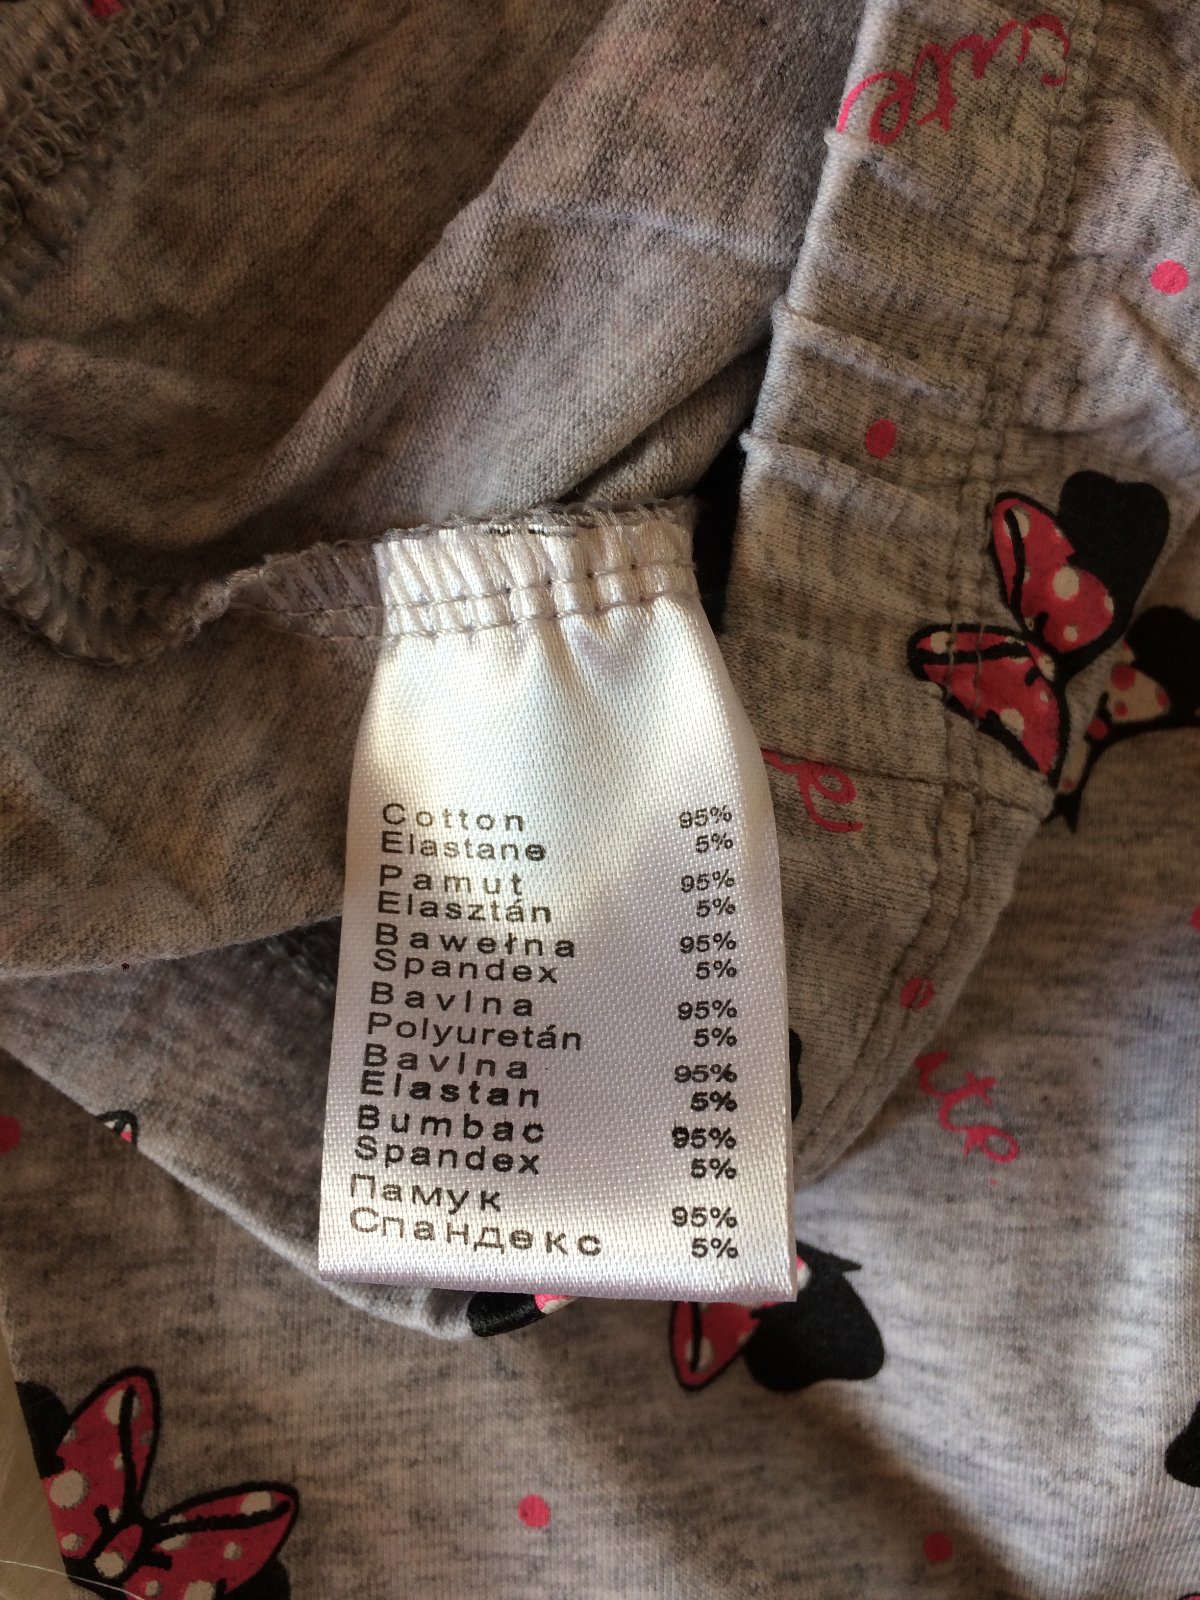 cute
Cotton 95%
Elastane 5%
Pamut 95%
Elasztán 5%
Bawełna 95%
Spandex 5%
Bavlna 95%
Polyuretán 5%
Bavlna 95%
Elastan 5%
Bumbac 95%
Spandex 5%
Памук 95%
Спандекс 5%